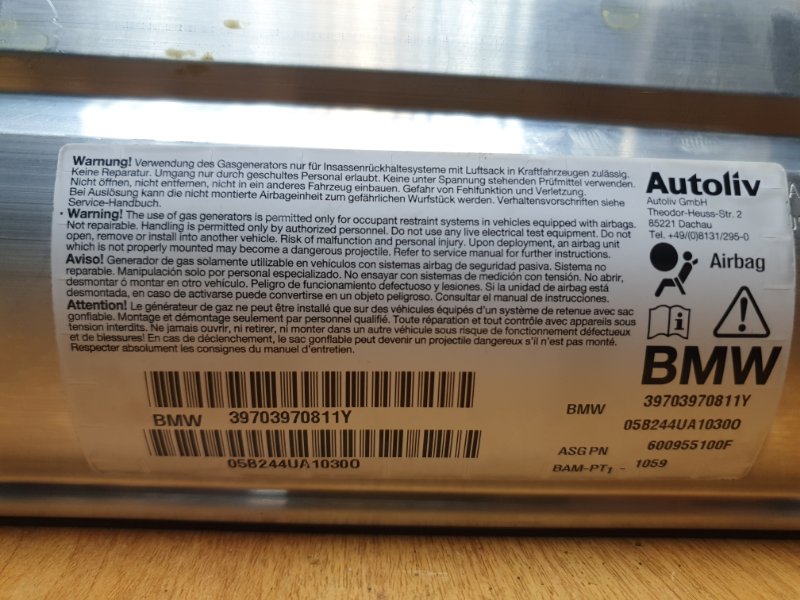 Warnung! Verwendung des Gasgenerators nur für Insassenrückhaltesysteme mit Luftsack in Kraftfahrzeugen zulässig.
Keine Reparatur. Umgang nur durch geschultes Personal erlaubt. Keine unter Spannung stehenden Prüfmittel verwenden.
Nicht öffnen, nicht entfernen, nicht in ein anderes Fahrzeug einbauen. Gefahr von Fehlfunktion und Verletzung.
Bei Auslösung kann die nicht montierte Airbageinheit zum gefährlichen Wurfstück werden. Verhaltensvorschriften siehe
Service-Handbuch.
Warning! The use of gas generators is permitted only for occupant restraint systems in vehicles equipped with airbags.
Not repairable. Handling is permitted only by authorized personnel. Do not use any live electrical test equipment. Do not
open, remove or install into another vehicle. Risk of malfunction and personal injury. Upon deployment, an airbag unit
which is not properly mounted may become a dangerous projectile. Refer to service manual for further instructions.
Aviso! Generador de gas solamente utilizable en vehículos con sistemas airbag de seguridad pasiva. Sistema no
reparable. Manipulación solo por personal especializado. No ensayar con sistemas de medición con tensión. No abrir,
desmontar ó montar en otro vehículo. Peligro de funcionamiento defectuoso y lesiones. Si la unidad de airbag está
desmontada, en caso de activarse puede convertirse en un objeto peligroso. Consultar el manual de instrucciones.
Attention! Le générateur de gaz ne peut être installé que sur des véhicules équipés d'un système de retenue avec sac
gonflable. Montage et démontage seulement par personnel qualifié. Toute réparation et tout contrôle avec appareils sous
tension interdits. Ne jamais ouvrir, ni retirer, ni monter dans un autre véhicule sous risque de fonctionnement défectueux
et de blessures! En cas de déclenchement, le sac gonflable peut devenir un projectile dangereux s'il n'est pas monté.
Respecter absolument les consignes du manuel d'entretien.
Autoliv
Autoliv GmbH
Theodor-Heuss-Str. 2
85221 Dachau
Tel. +49/(0)8131/295-0
Airbag
BMW
BMW 39703970811Y
05B244UA10300
BMW 39703970811Y
05B244UA10300
ASG PN 600955100F
BAM-PT1 - 1059